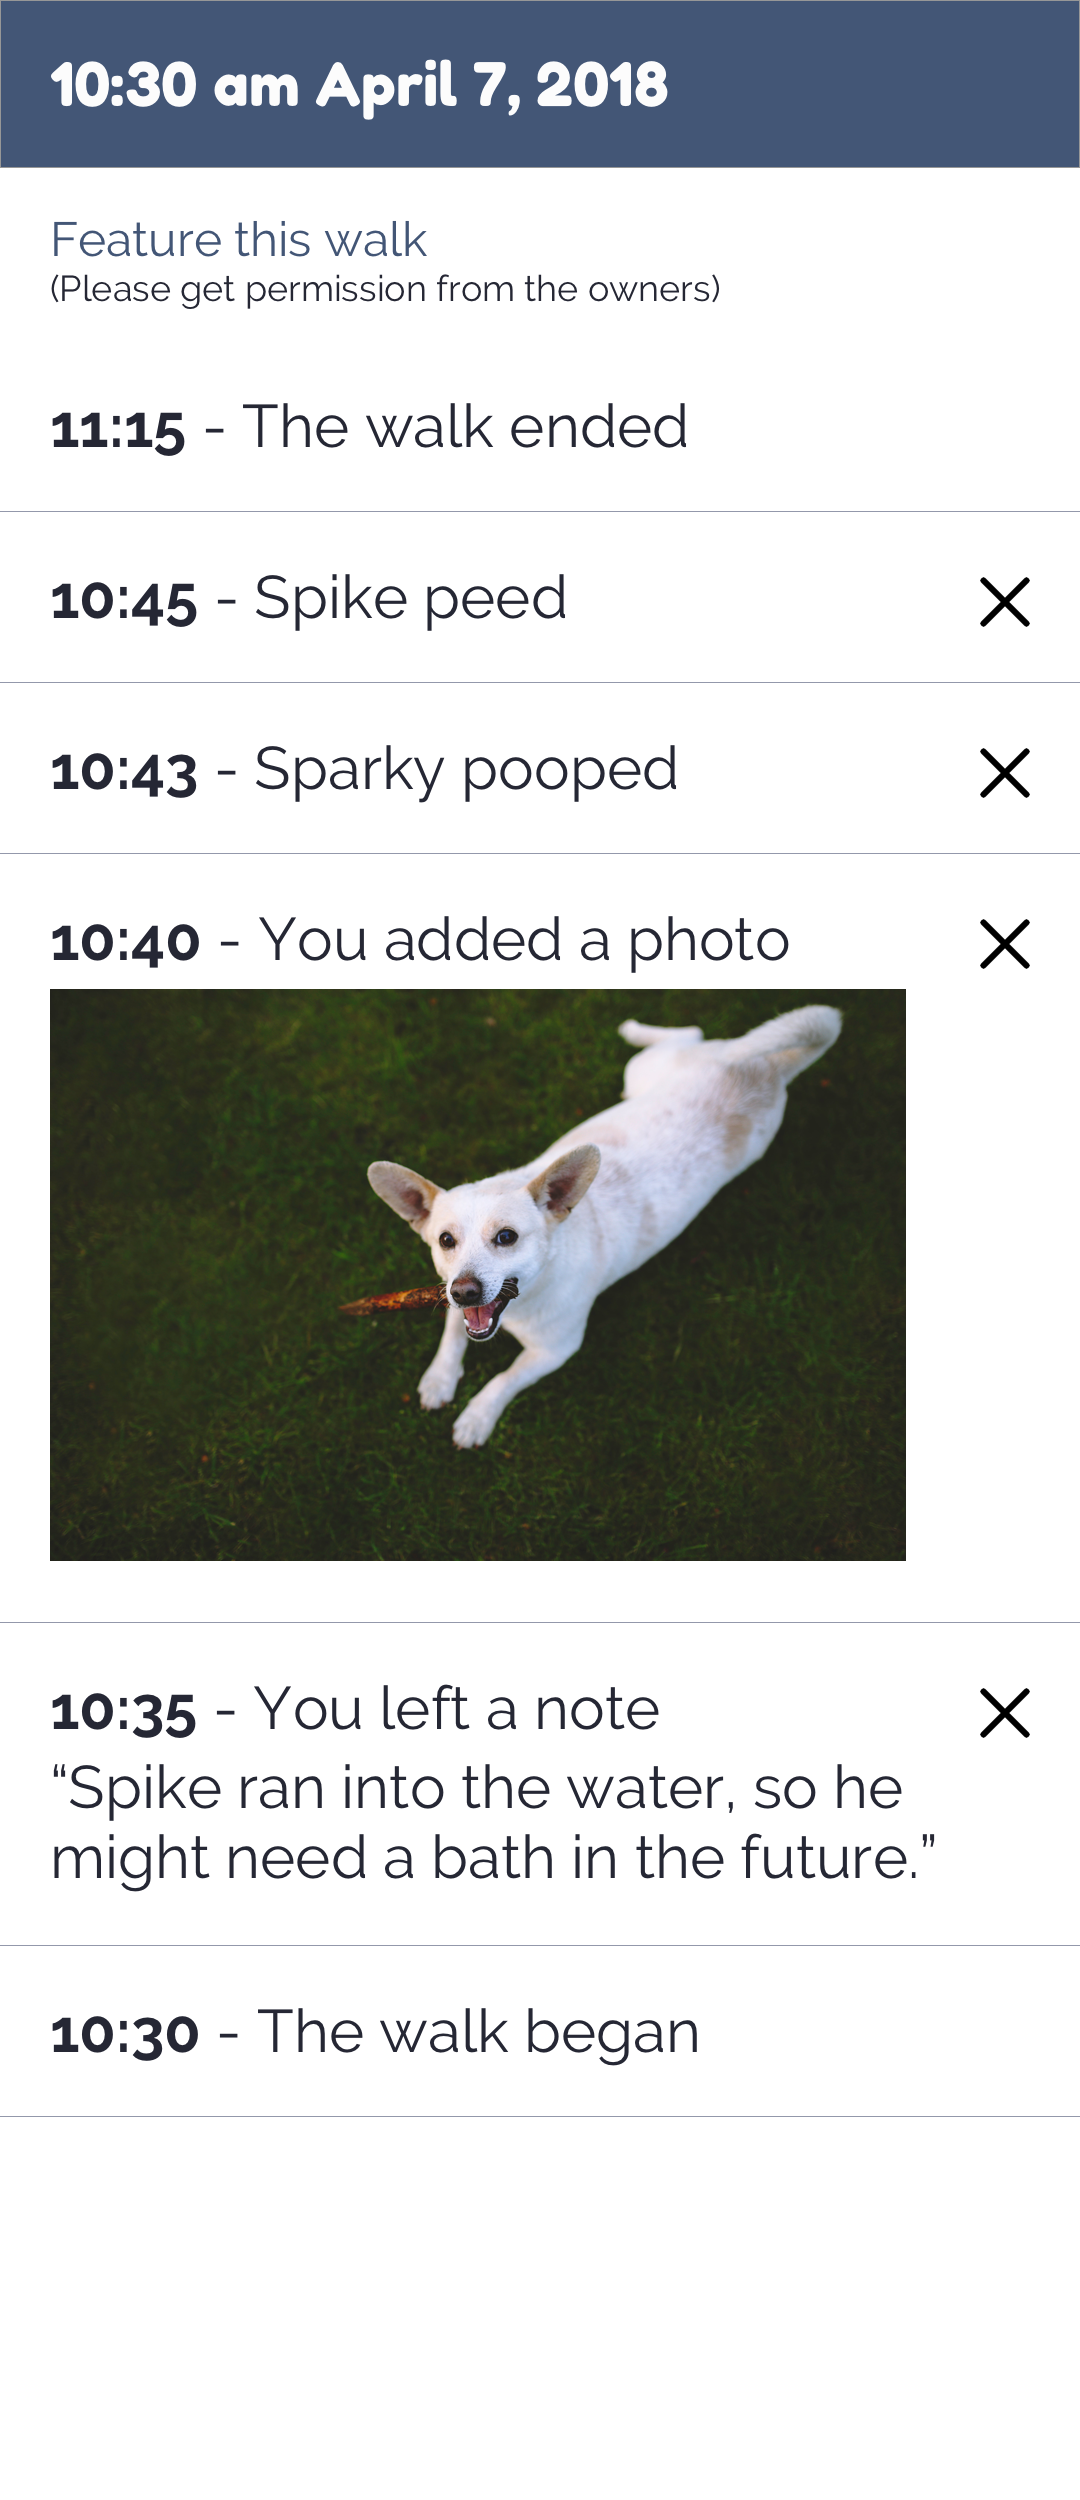 10:30 am April 7, 2018
Feature this walk
(Please get permission from the owners)
11:15 - The walk ended
10:45 - Spike peed
10:43 - Sparky pooped
10:40 - You added a photo
10:35 - You left a note
“Spike ran into the water, so he
might need a bath in the future.”
10:30 - The walk began